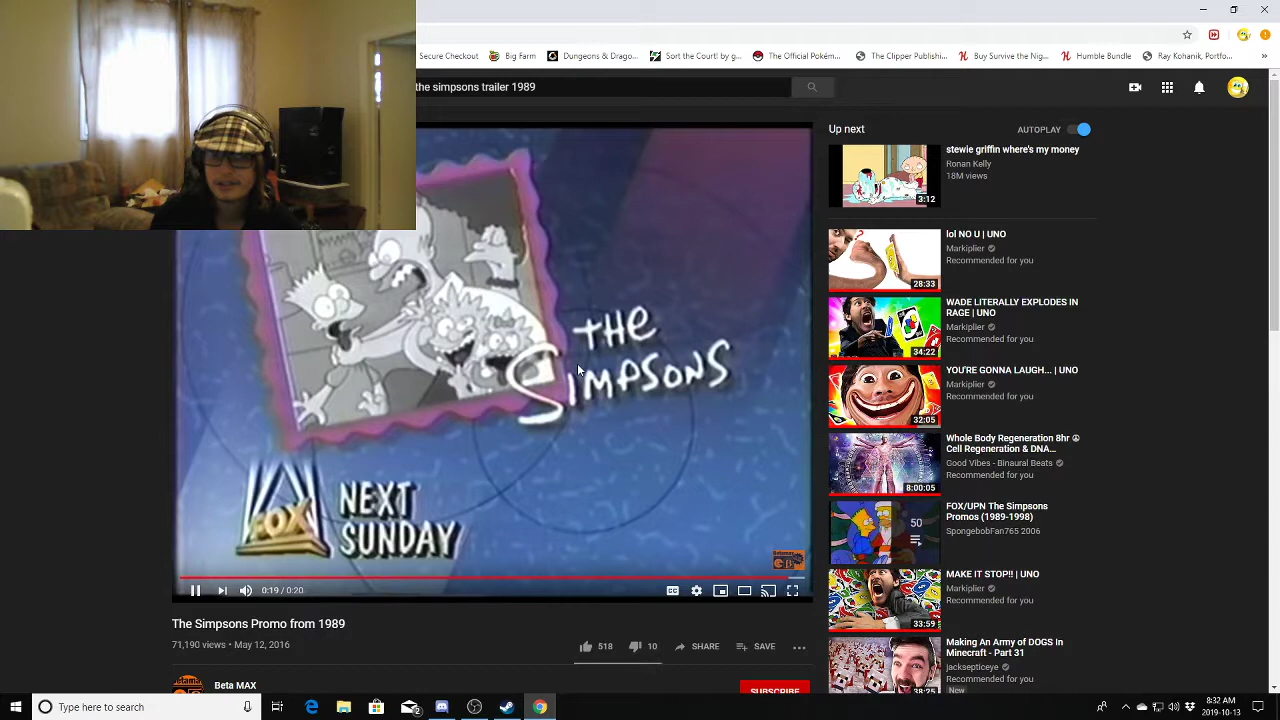 Secure Checkout
Big Farm
Dungeons & Drago...
Sort the Court! by g...
The Official Pokémo...
The Clipper Publishi...
Buy Survive the Nig...
Humble Bundle
Ray Kohanik, Portfo...
the simpsons trailer 1989
THE
SIMPSONS
FOX
NEXT
SUNDAY
0:19 / 0:20
CC
The Simpsons Promo from 1989
71,190 views • May 12, 2016
518
10
SHARE
SAVE
Beta MAX
SUBSCRIBE
Up next
AUTOPLAY
stewie griffin where's my money
Ronan Kelly
18M views
3:12
lol NO U | UNO
Markiplier
Recommended for you
28:33
WADE LITERALLY EXPLODES IN
RAGE | UNO
Markiplier
Recommended for you
34:22
YOU'RE GONNA LAUGH... | UNO
Markiplier
Recommended for you
32:05
Whole Body Regeneration 8hr ☮
Cell Regeneration & DNA...
Good Vibes - Binaural Beats
Recommended for you
8:00:05
FOX/UPN The Simpsons
Promos (1989-1998)
SpongebobFan765 2006
50
MAKE IT STOP!! | UNO
Markiplier
Recommended for you
33:59
Making An Army of DOGS In
Minecraft - Part 31
jacksepticeye
Recommended for you
New
38:25
Type here to search
8:32 AM
2019-10-13